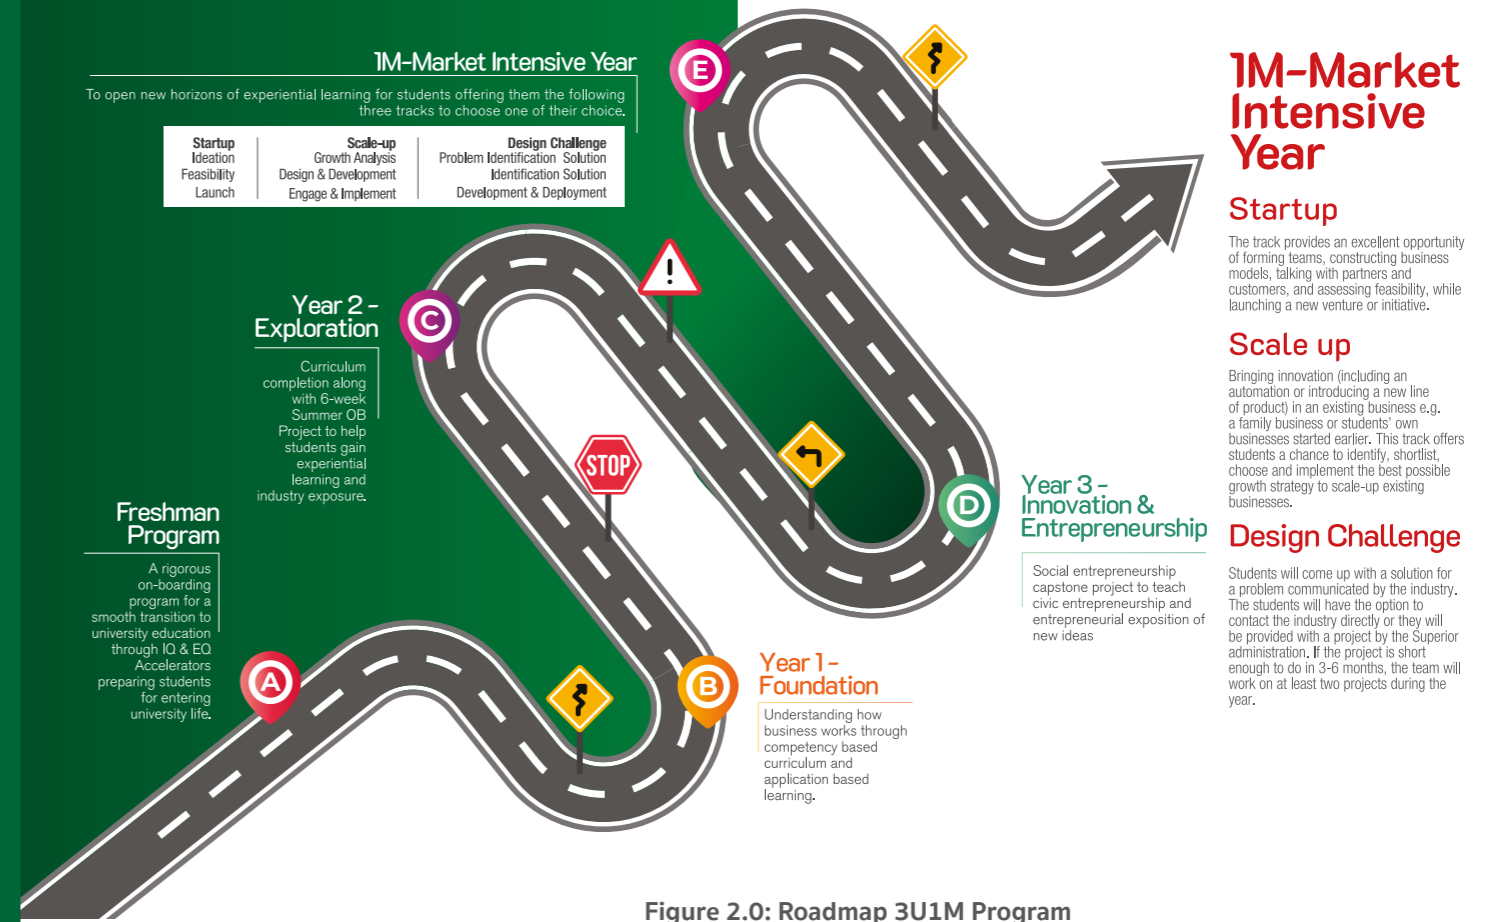 1M-Market Intensive Year
To open new horizons of experiential learning for students offering them the following
three tracks to choose one of their choice.
Startup
Ideation
Feasibility
Launch
Scale-up
Growth Analysis
Design & Development
Engage & Implement
Design Challenge
Problem Identification Solution
Identification Solution
Development & Deployment
E
Year 2 -
Exploration
Curriculum
completion along
with 6-week
Summer OB
Project to help
students gain
experiential
learning and
industry exposure.
C
!
STOP
Freshman
Program
A rigorous
on-boarding
program for a
smooth transition to
university education
through IQ & EQ
Accelerators
preparing students
for entering
university life.
A
B
Year 1 -
Foundation
Understanding how
business works through
competency based
curriculum and
application based
learning.
D
Year 3 -
Innovation &
Entrepreneurship
Social entrepreneurship
capstone project to teach
civic entrepreneurship and
entrepreneurial exposition of
new ideas
1M-Market
Intensive
Year
Startup
The track provides an excellent opportunity
of forming teams, constructing business
models, talking with partners and
customers, and assessing feasibility, while
launching a new venture or initiative.
Scale up
Bringing innovation (including an
automation or introducing a new line
of product) in an existing business e.g.
a family business or students' own
businesses started earlier. This track offers
students a chance to identify, shortlist,
choose and implement the best possible
growth strategy to scale-up existing
businesses.
Design Challenge
Students will come up with a solution for
a problem communicated by the industry.
The students will have the option to
contact the industry directly or they will
be provided with a project by the Superior
administration. If the project is short
enough to do in 3-6 months, the team will
work on at least two projects during the
year.
Figure 2.0: Roadmap 3U1M Program